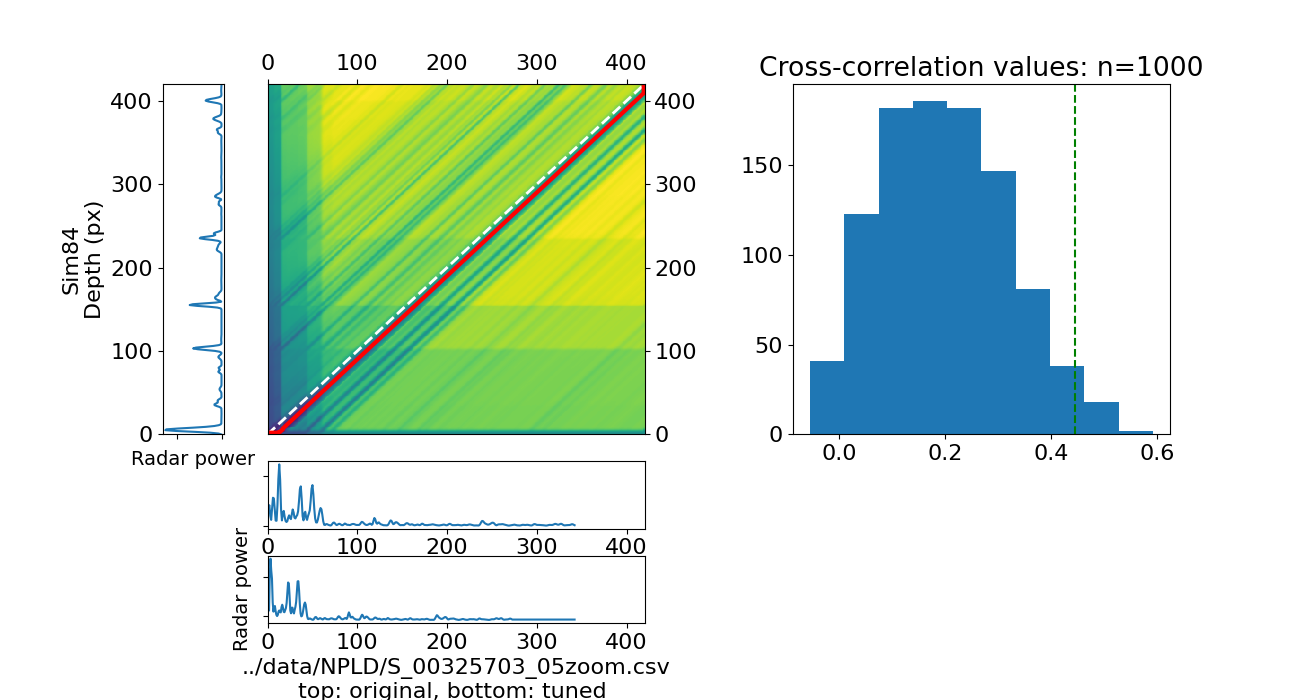 0 100 200 300 400
Cross-correlation values: n=1000
400
300
200
100
0
Sim84
Depth (px)
Radar power
400
300
200
100
0
150
100
50
0
0.0 0.2 0.4 0.6
0 100 200 300 400
Radar power
0 100 200 300 400
../data/NPLD/S_00325703_05zoom.csv
top: original, bottom: tuned